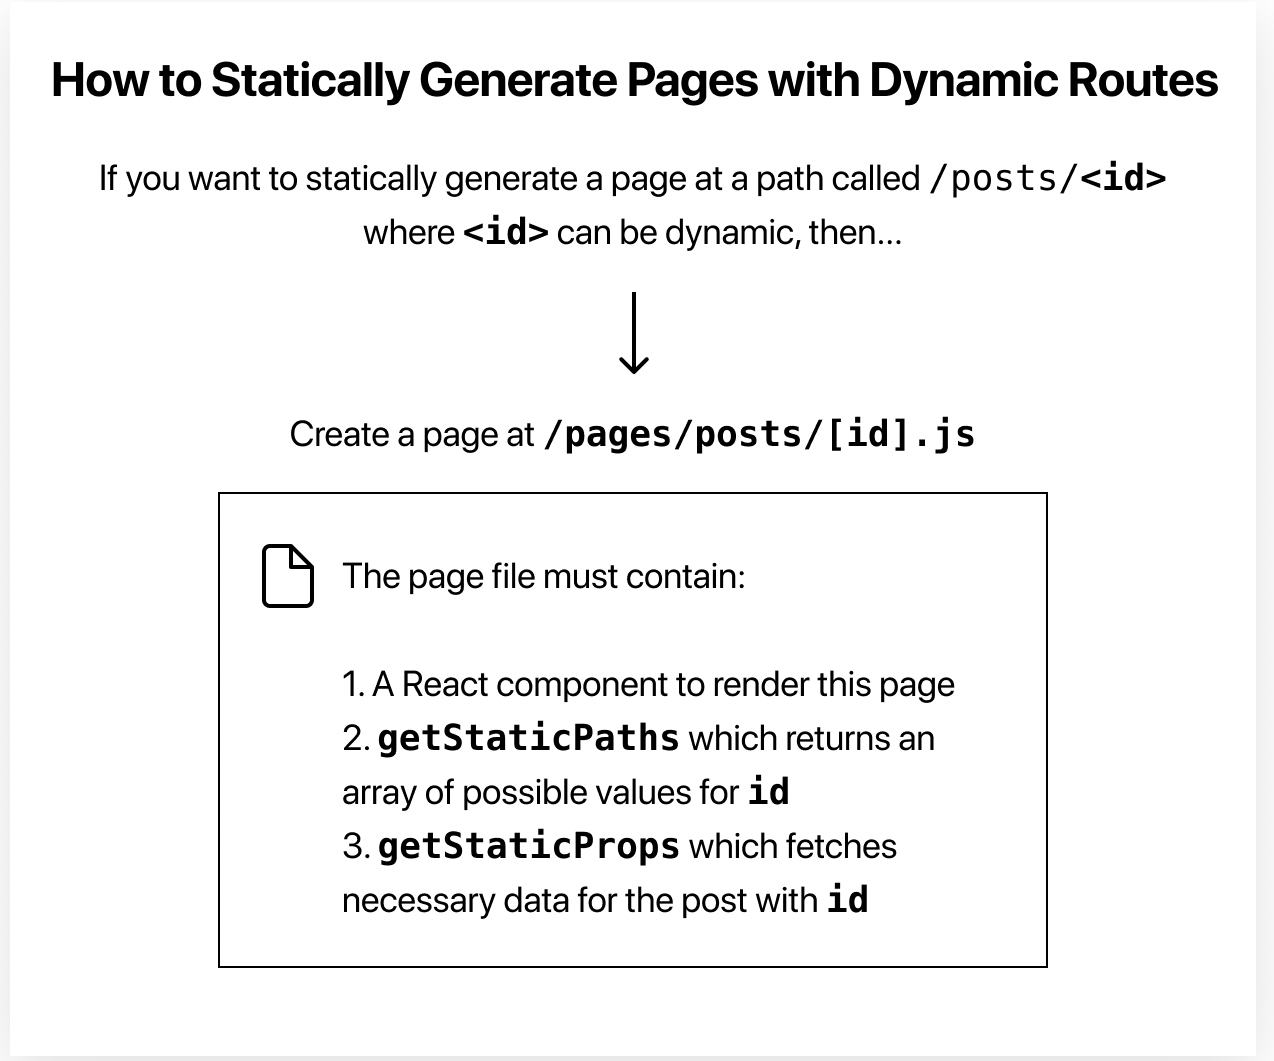 How to Statically Generate Pages with Dynamic Routes
If you want to statically generate a page at a path called /posts/<id>
where <id> can be dynamic, then...
Create a page at /pages/posts/[id].js
The page file must contain:
1. A React component to render this page
2. getStaticPaths which returns an
array of possible values for id
3. getStaticProps which fetches
necessary data for the post with id